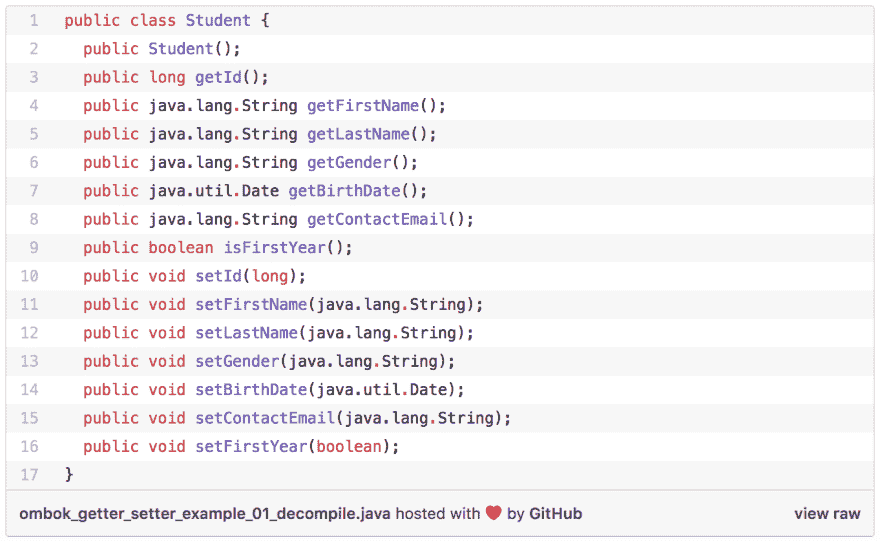 1 public class Student {
2 public Student();
3 public long getId();
4 public java.lang.String getFirstName();
5 public java.lang.String getLastName();
6 public java.lang.String getGender();
7 public java.util.Date getBirthDate();
8 public java.lang.String getContactEmail();
9 public boolean isFirstYear();
10 public void setId(long);
11 public void setFirstName(java.lang.String);
12 public void setLastName(java.lang.String);
13 public void setGender(java.lang.String);
14 public void setBirthDate(java.util.Date);
15 public void setContactEmail(java.lang.String);
16 public void setFirstYear(boolean);
17 }
ombok_getter_setter_example_01_decompile.java hosted with ❤ by GitHub view raw